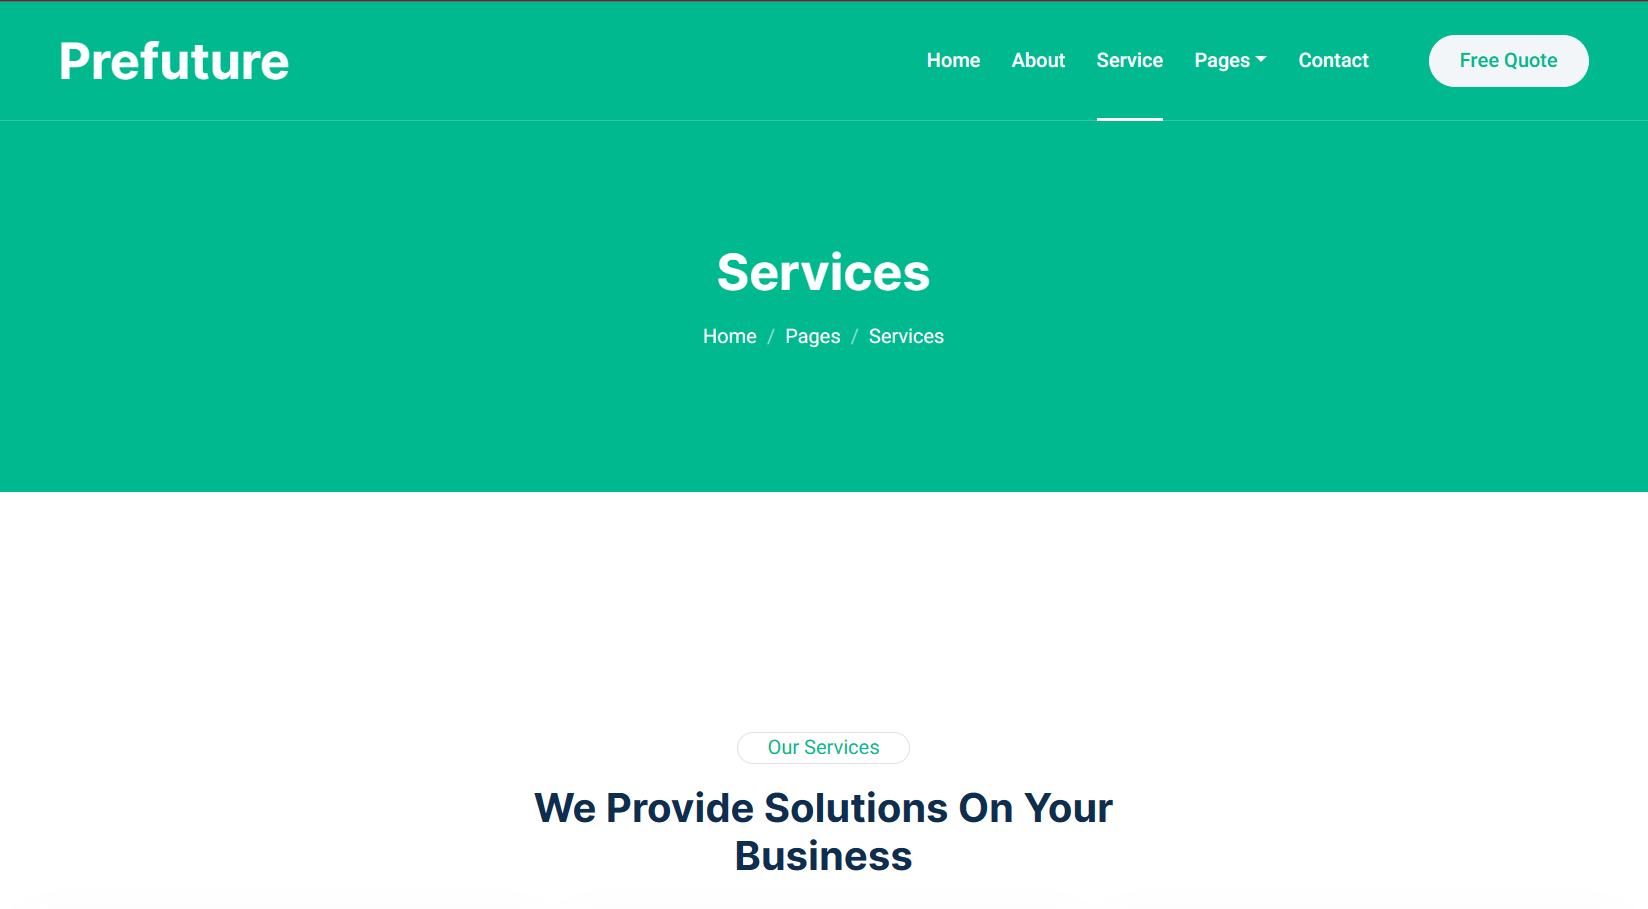 Prefuture
Home About Service Pages Contact Free Quote
Services
Home / Pages / Services
Our Services
We Provide Solutions On Your
Business